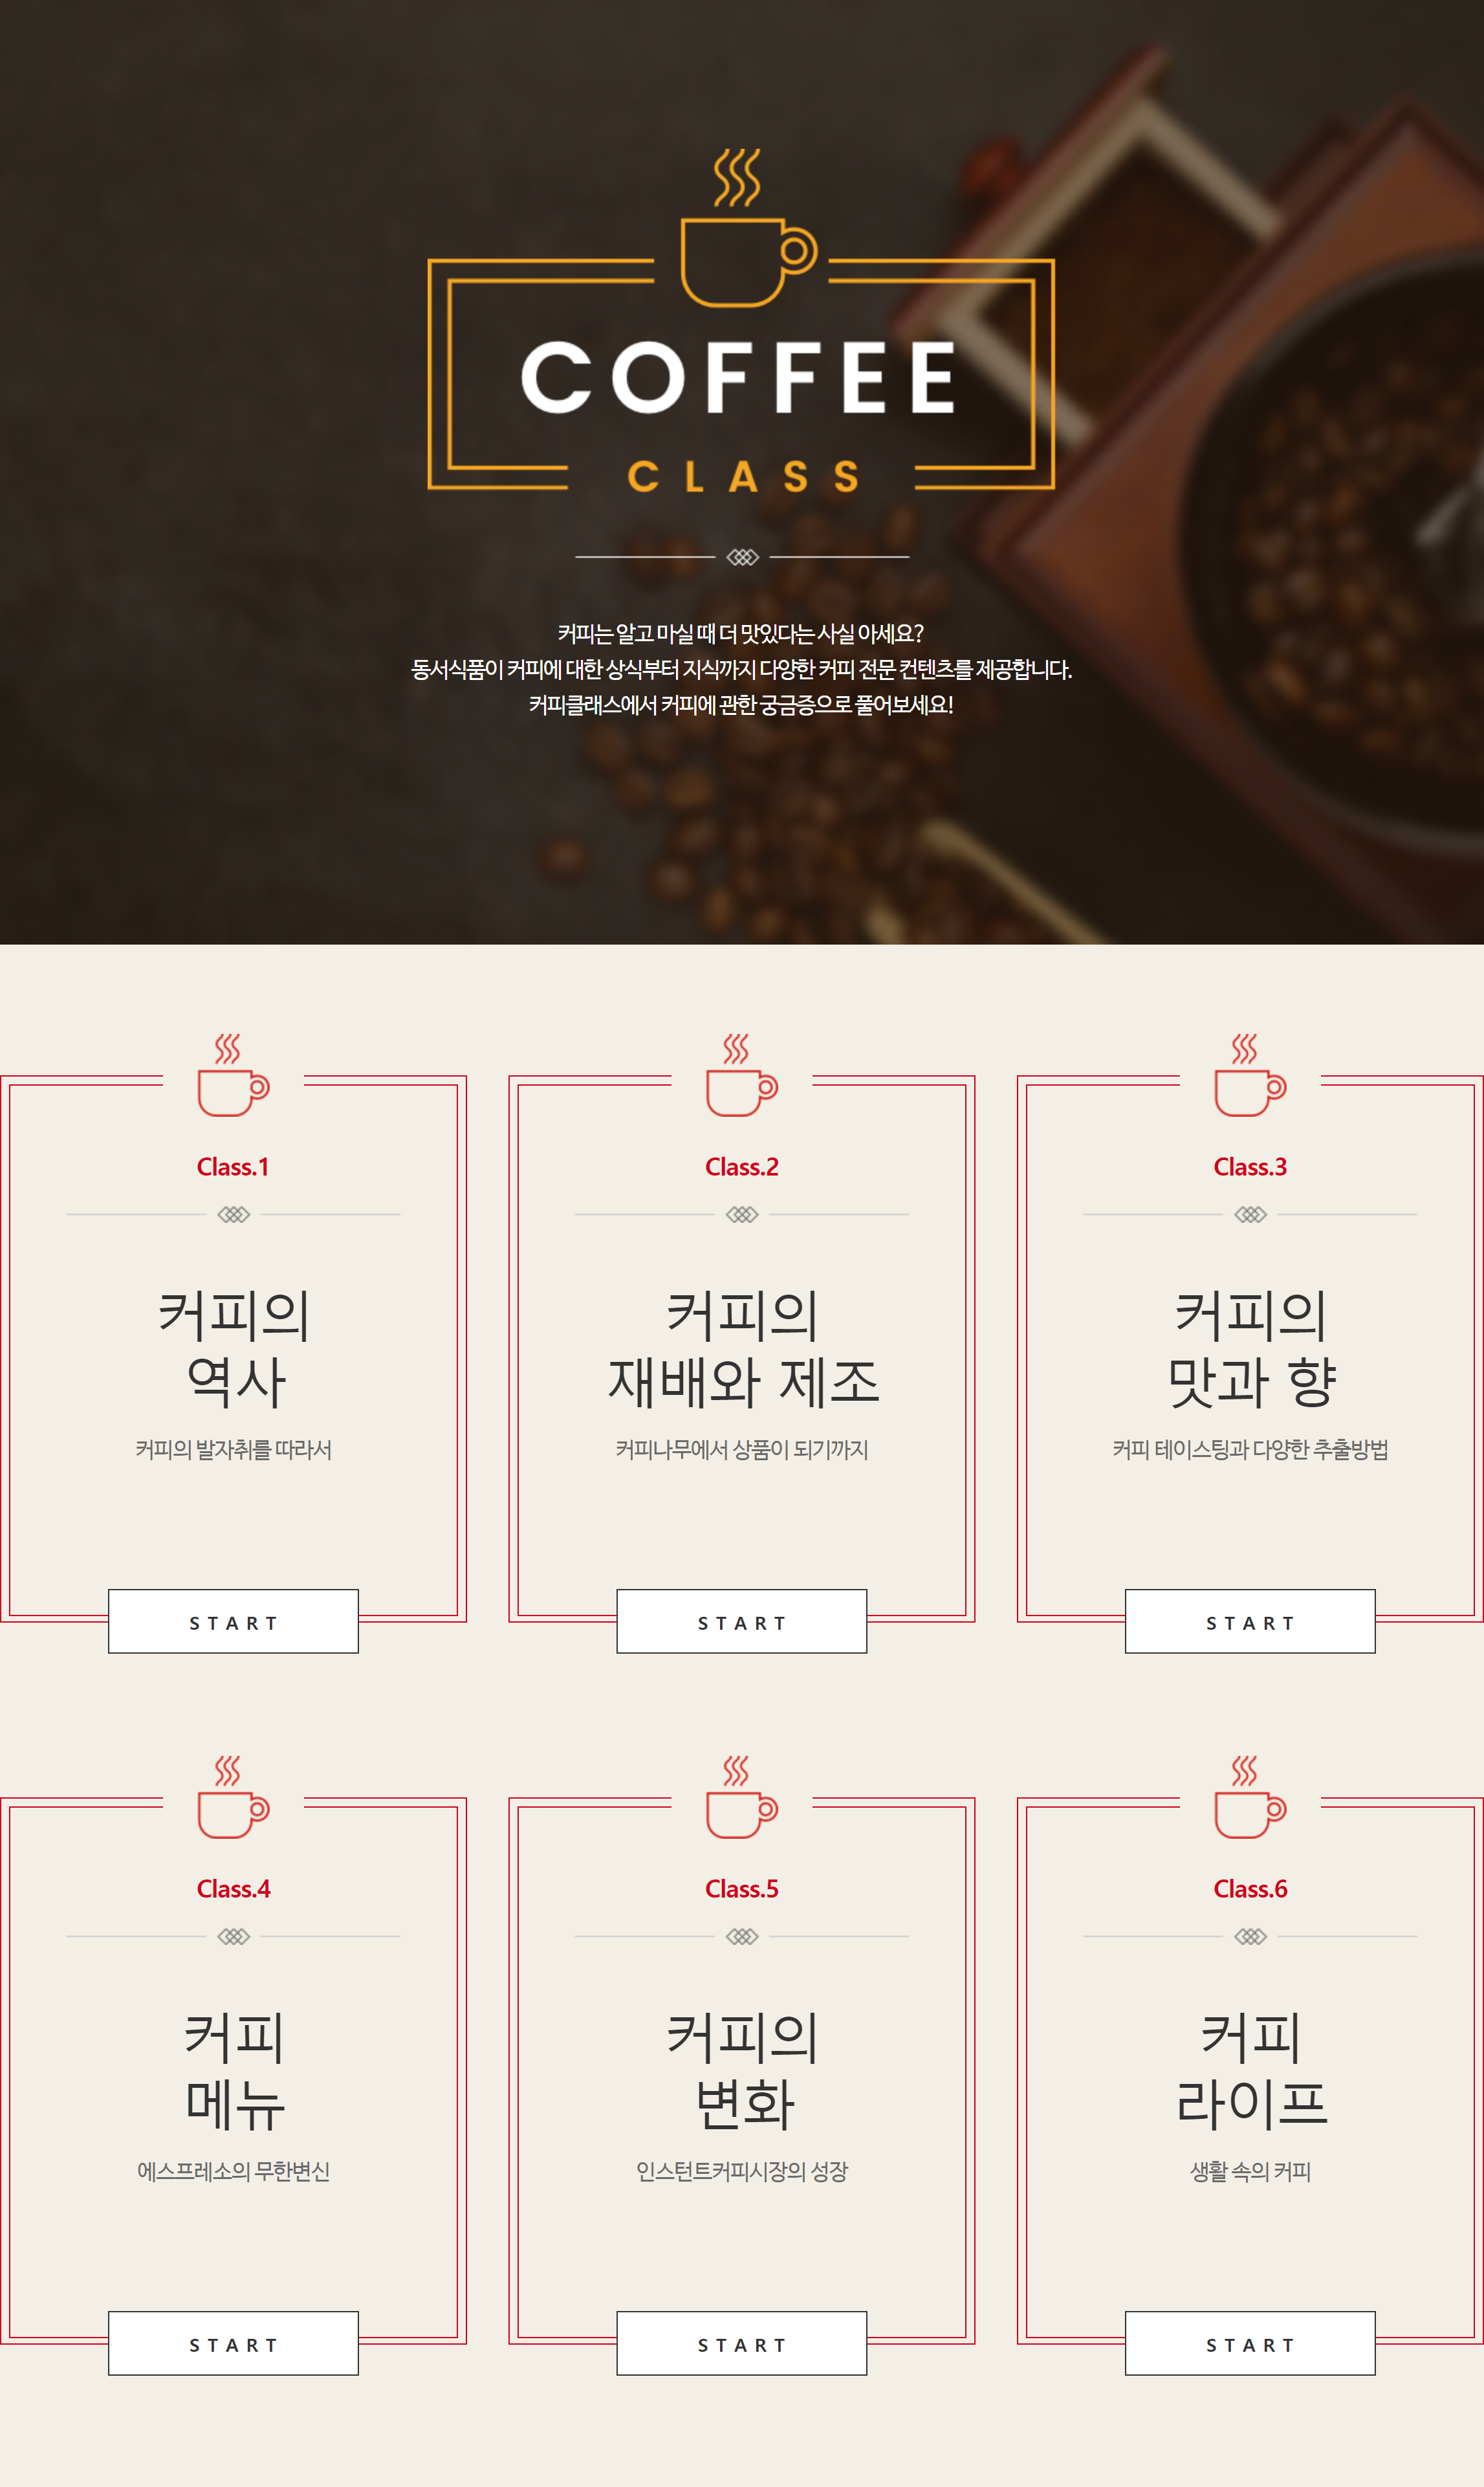 COFFEE
CLASS
커피는 알고 마실 때 더 맛있다는 사실 아세요?
동서식품이 커피에 대한 상식부터 지식까지 다양한 커피 전문 컨텐츠를 제공합니다.
커피클래스에서 커피에 관한 궁금증으로 풀어보세요!
Class.1
커피의
역사
커피의 발자취를 따라서
START
Class.2
커피의
재배와 제조
커피나무에서 상품이 되기까지
START
Class.3
커피의
맛과 향
커피 테이스팅과 다양한 추출방법
START
Class.4
커피
메뉴
에스프레소의 무한변신
START
Class.5
커피의
변화
인스턴트커피시장의 성장
START
Class.6
커피
라이프
생활 속의 커피
START